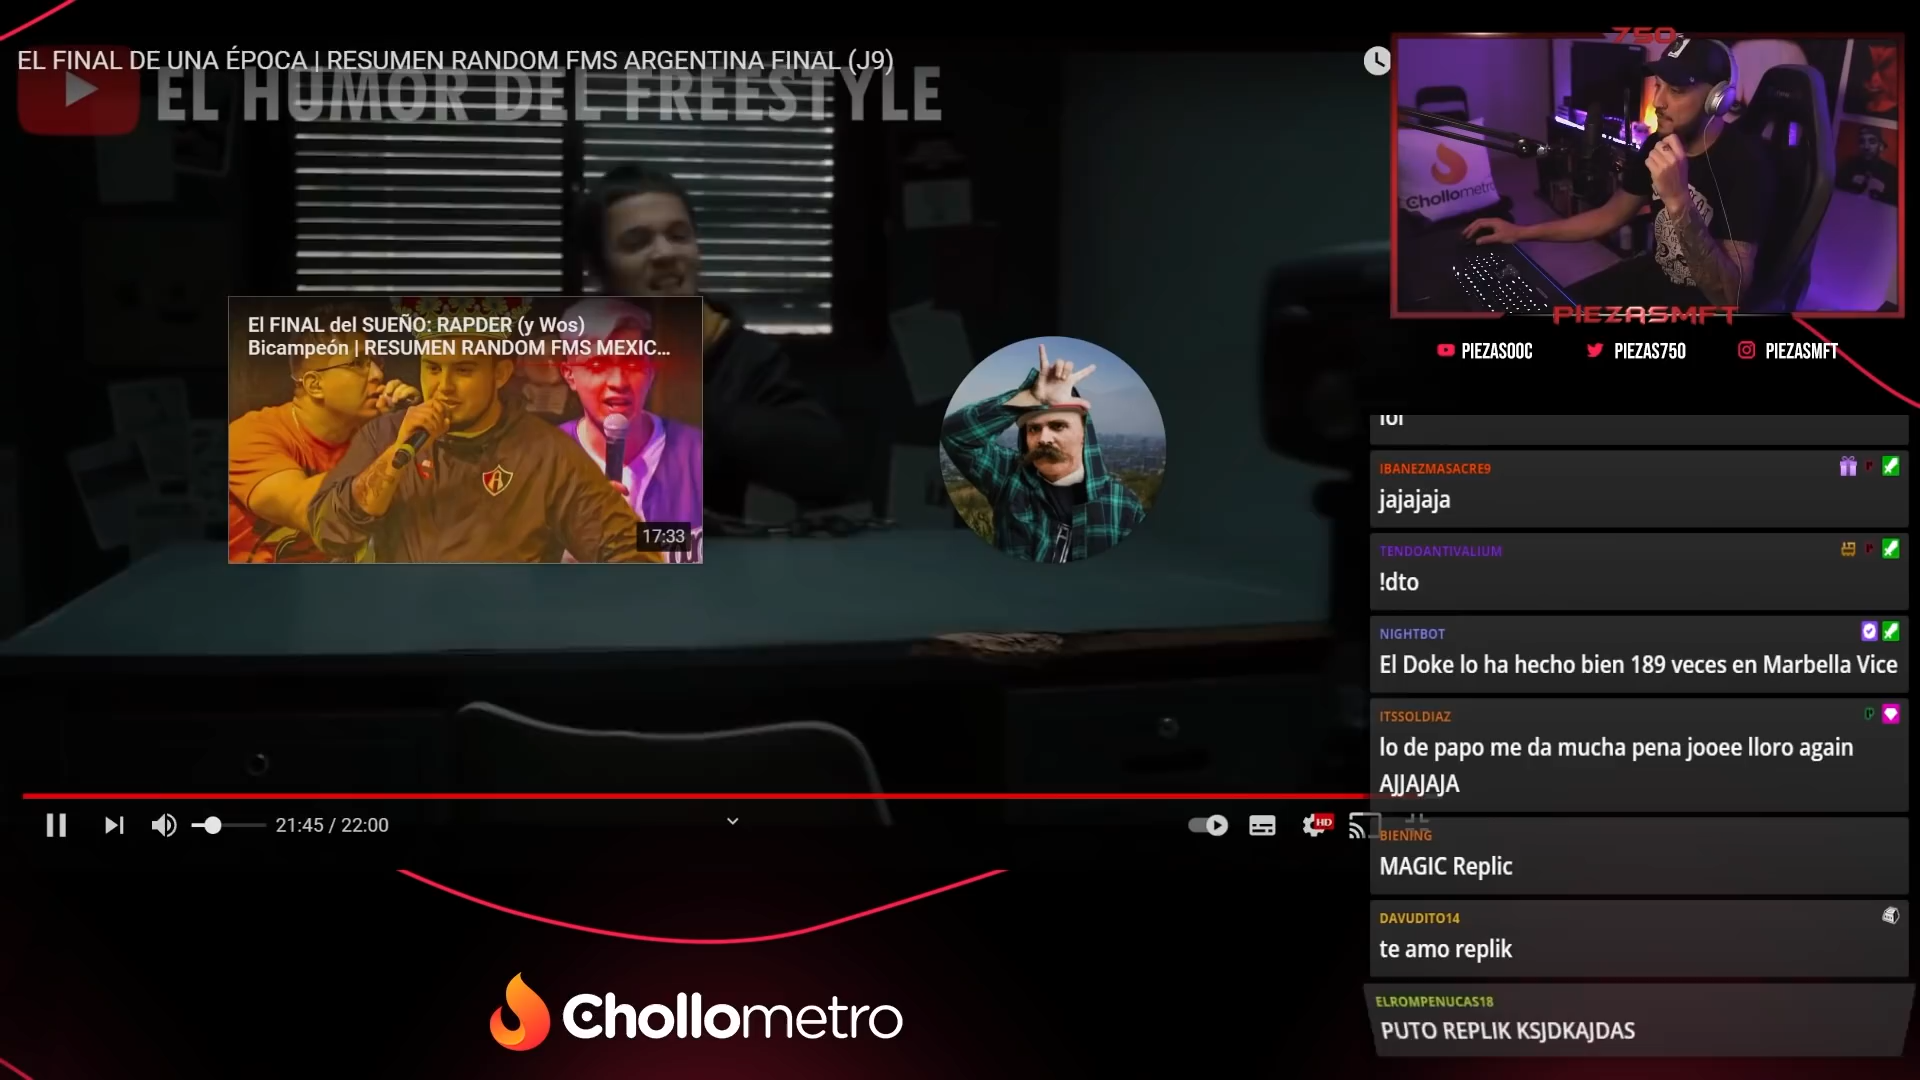 EL FINAL DE UNA ÉPOCA | RESUMEN RANDOM FMS ARGENTINA FINAL (J9)
EL HUMOR DEL FREESTYLE
El FINAL del SUEÑO: RAPDER (y Wos)
Bicampeón | RESUMEN RANDOM FMS MEXIC...
17:33
21:45 / 22:00
HD
Chollometro
750
Chollometro
PIEZASMFT
PIEZASOOC
PIEZAS750
PIEZASMFT
lol
IBANEZMASACRE9
jajajaja
TENDOANTIVALIUM
!dto
NIGHTBOT
El Doke lo ha hecho bien 189 veces en Marbella Vice
ITSSOLDIAZ
lo de papo me da mucha pena jooee lloro again
AJJAJAJA
BIENING
MAGIC Replic
DAVUDITO14
te amo replik
ELROMPENUCAS18
PUTO REPLIK KSJDKAJDAS